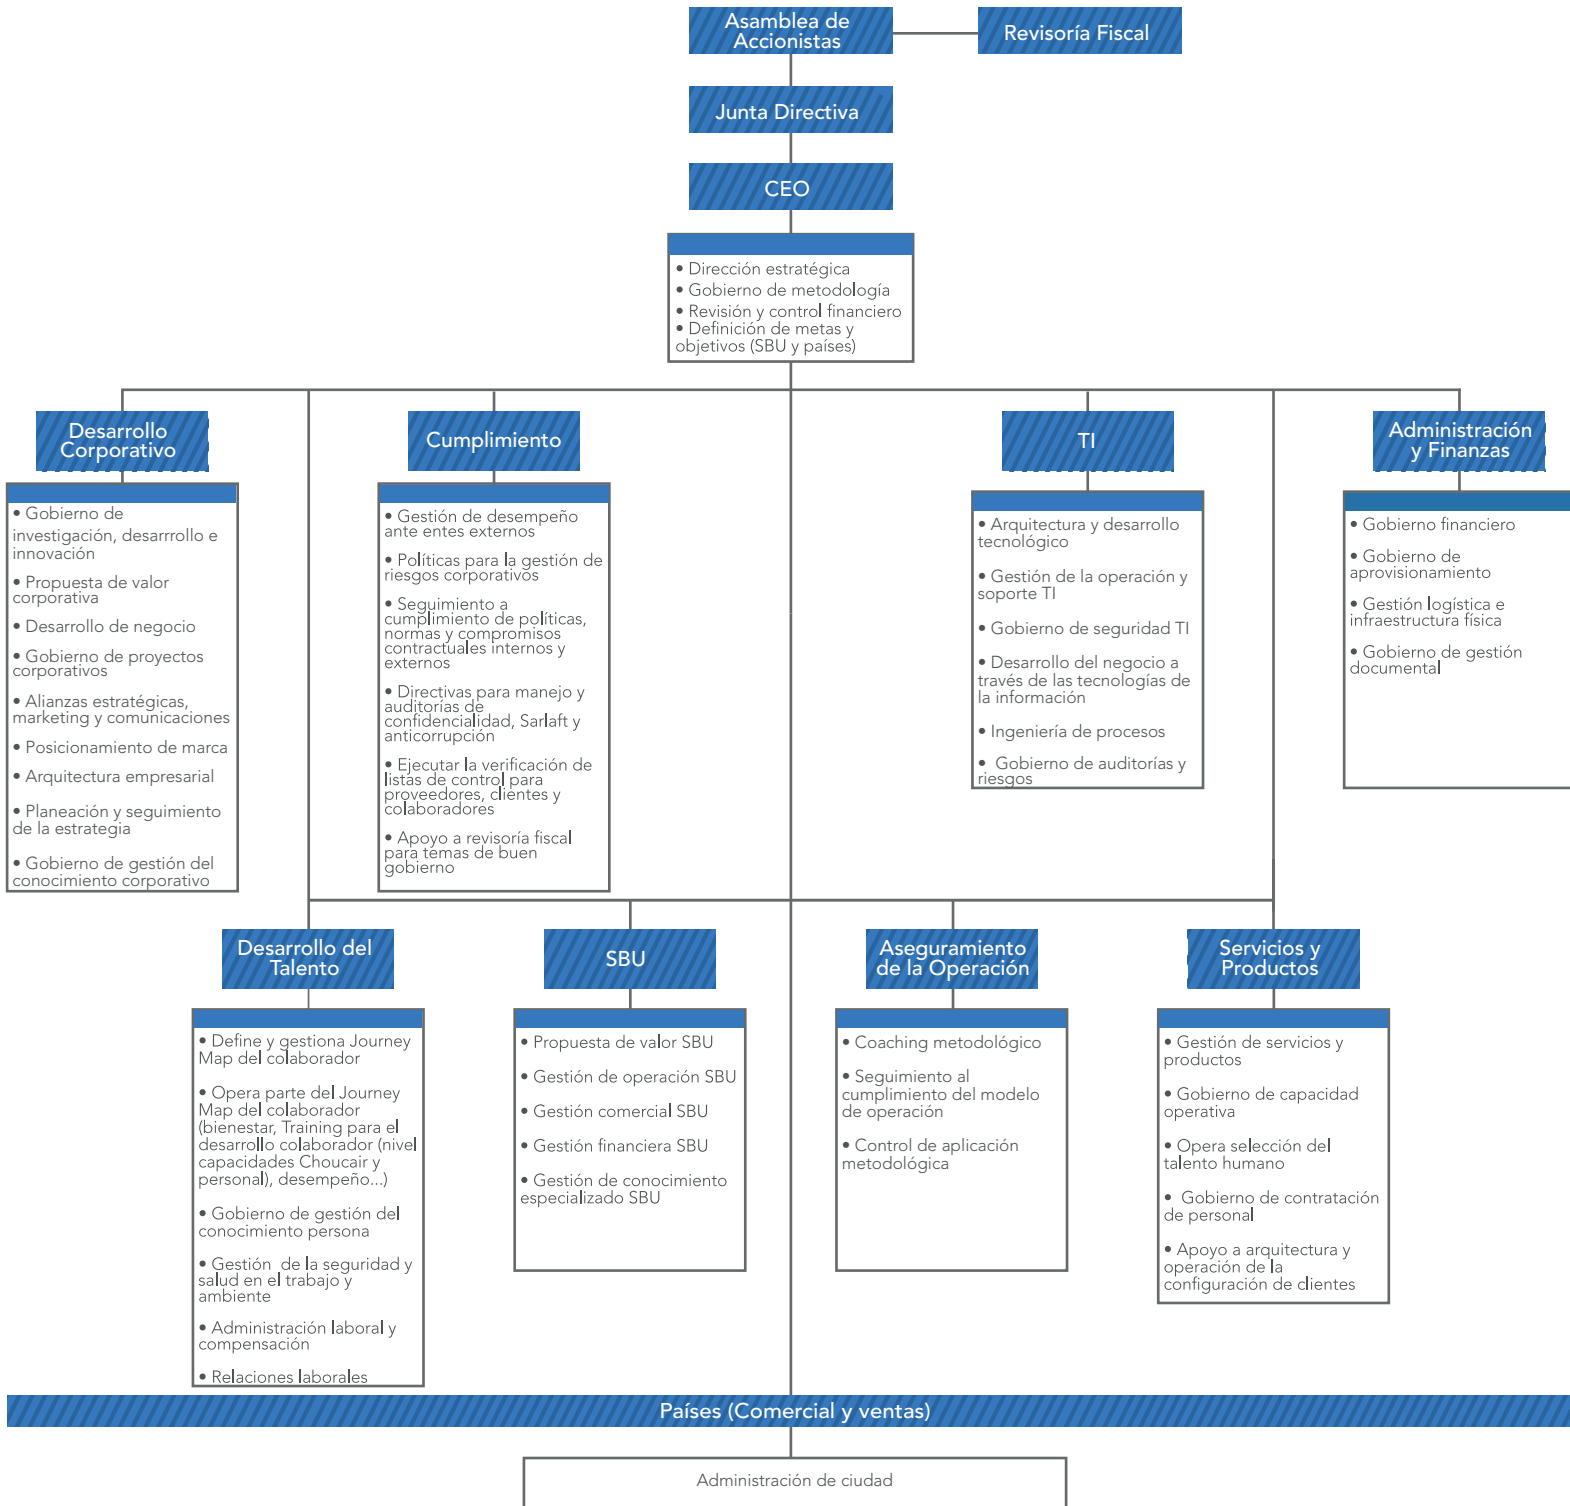 Asamblea de
Accionistas
Revisoría Fiscal
Junta Directiva
CEO
• Dirección estratégica
• Gobierno de metodología
• Revisión y control financiero
• Definición de metas y
objetivos (SBU y países)
Desarrollo
Corporativo
• Gobierno de
investigación, desarrrollo e
innovación
• Propuesta de valor
corporativa
• Desarrollo de negocio
• Gobierno de proyectos
corporativos
• Alianzas estratégicas,
marketing y comunicaciones
• Posicionamiento de marca
• Arquitectura empresarial
• Planeación y seguimiento
de la estrategia
• Gobierno de gestión del
conocimiento corporativo
Cumplimiento
• Gestión de desempeño
ante entes externos
• Políticas para la gestión de
riesgos corporativos
• Seguimiento a
cumplimiento de políticas,
normas y compromisos
contractuales internos y
externos
• Directivas para manejo y
auditorías de
confidencialidad, Sarlaft y
anticorrupción
• Ejecutar la verificación de
listas de control para
proveedores, clientes y
colaboradores
• Apoyo a revisoría fiscal
para temas de buen
gobierno
TI
• Arquitectura y desarrollo
tecnológico
• Gestión de la operación y
soporte TI
• Gobierno de seguridad TI
• Desarrollo del negocio a
través de las tecnologías de
la información
• Ingeniería de procesos
• Gobierno de auditorías y
riesgos
Administración
y Finanzas
• Gobierno financiero
• Gobierno de
aprovisionamiento
• Gestión logística e
infraestructura física
• Gobierno de gestión
documental
Desarrollo del
Talento
• Define y gestiona Journey
Map del colaborador
• Opera parte del Journey
Map del colaborador
(bienestar, Training para el
desarrollo colaborador (nivel
capacidades Choucair y
personal), desempeño...)
• Gobierno de gestión del
conocimiento persona
• Gestión de la seguridad y
salud en el trabajo y
ambiente
• Administración laboral y
compensación
• Relaciones laborales
SBU
• Propuesta de valor SBU
• Gestión de operación SBU
• Gestión comercial SBU
• Gestión financiera SBU
• Gestión de conocimiento
especializado SBU
Aseguramiento
de la Operación
• Coaching metodológico
• Seguimiento al
cumplimiento del modelo
de operación
• Control de aplicación
metodológica
Servicios y
Productos
• Gestión de servicios y
productos
• Gobierno de capacidad
operativa
• Opera selección del
talento humano
• Gobierno de contratación
de personal
• Apoyo a arquitectura y
operación de la
configuración de clientes
Países (Comercial y ventas)
Administración de ciudad